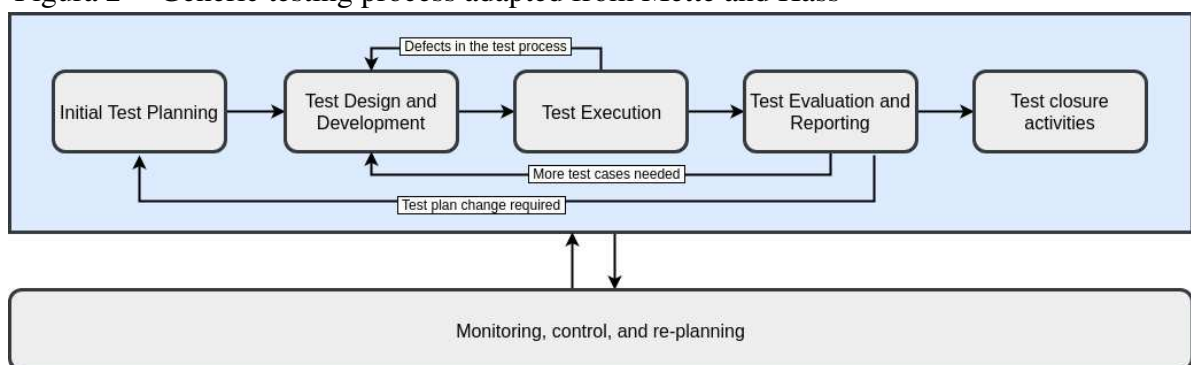 Figura 2 – Generic testing process adapted from Mette and Hass
Defects in the test process
Initial Test Planning
Test Design and
Development
Test Execution
Test Evaluation and
Reporting
Test closure
activities
More test cases needed
Test plan change required
Monitoring, control, and re-planning